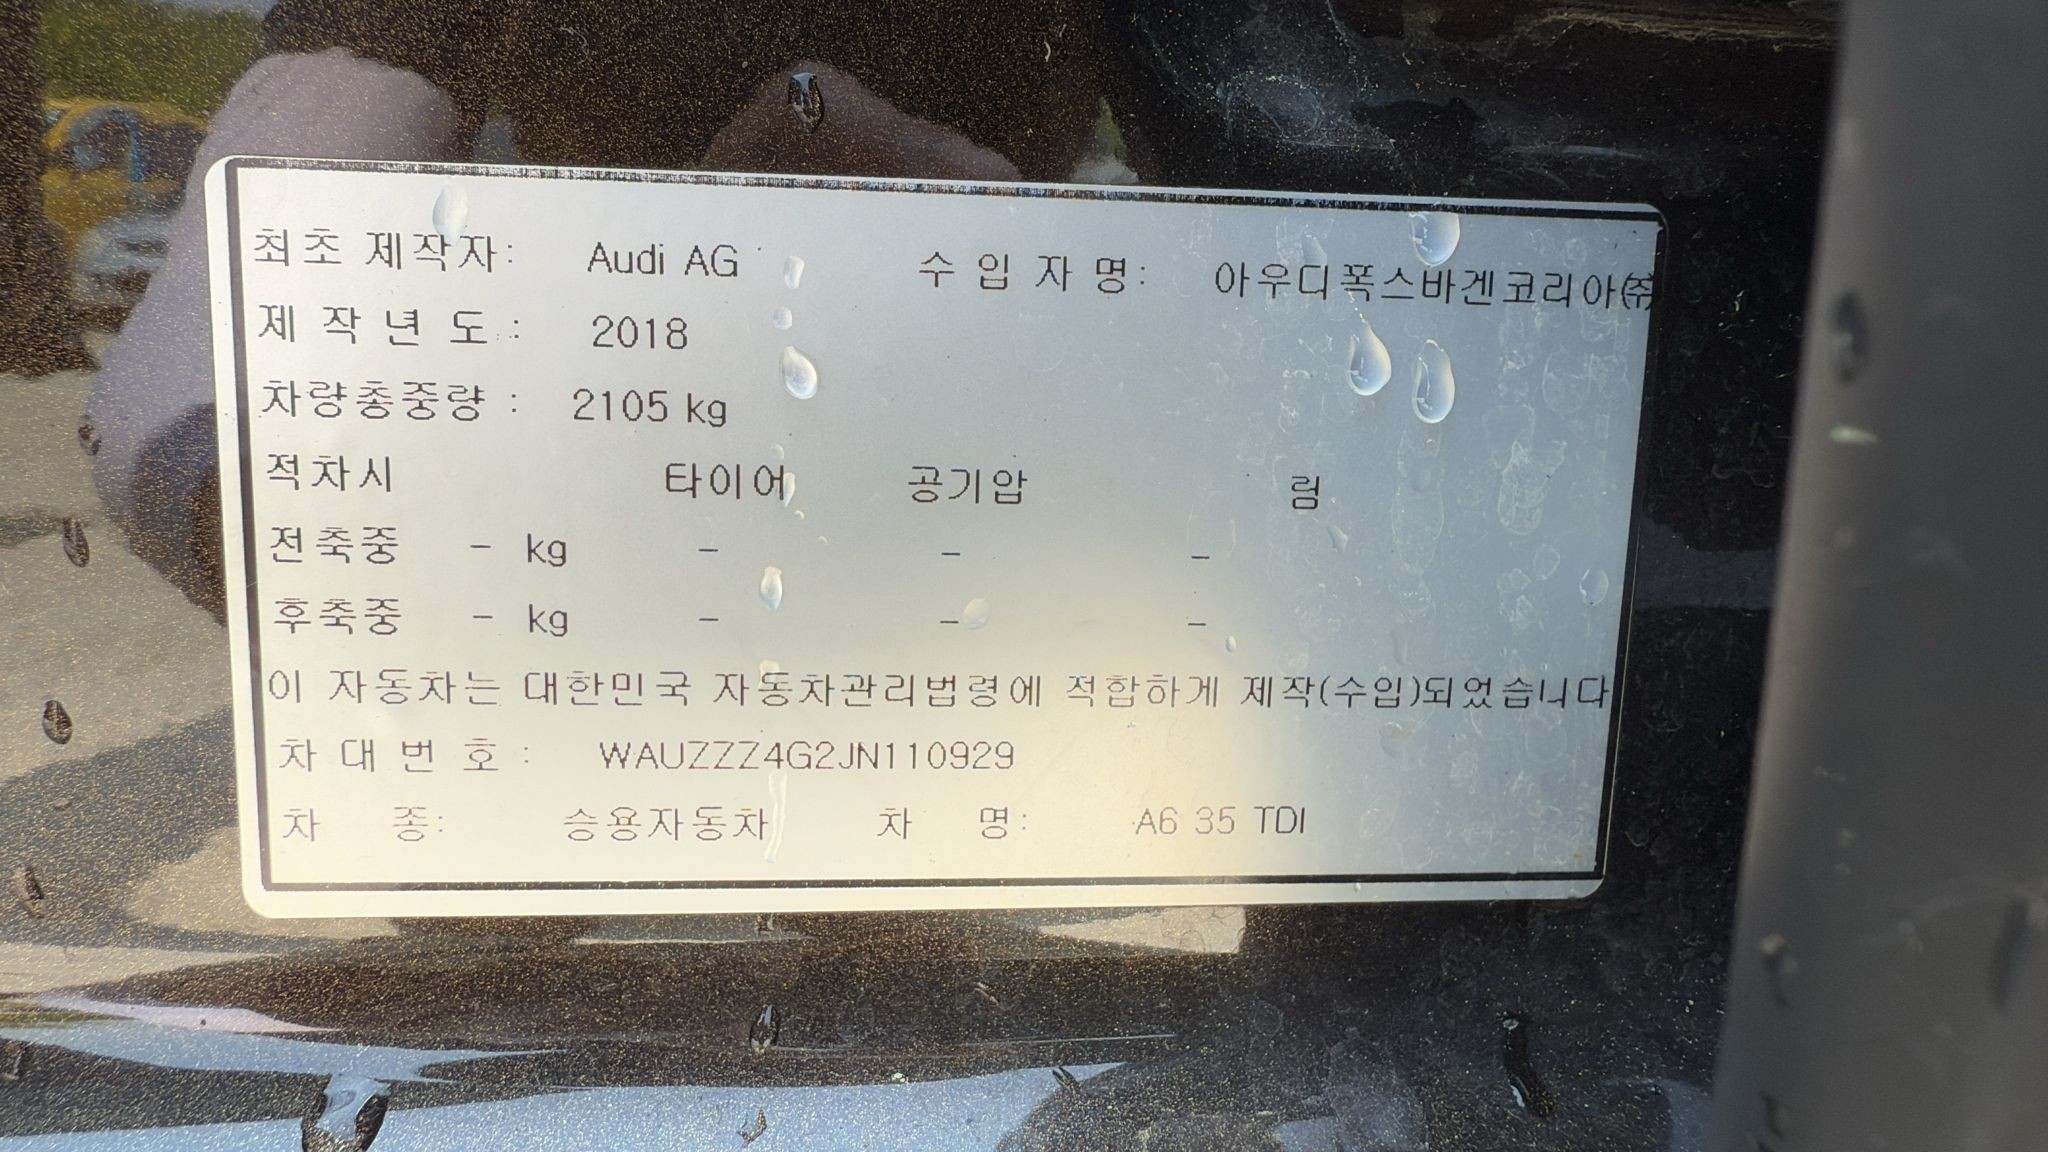 최초 제작자: Audi AG 수 입 자 명: 아우디폭스바겐코리아㈜
제 작 년 도 : 2018
차량총중량 : 2105 kg
적차시 타이어 공기압 림
전축중 - kg - - -
후축중 - kg - - -
이 자동차는 대한민국 자동차관리법령에 적합하게 제작(수입)되었습니다
차 대 번 호 : WAUZZZ4G2JN110929
차 종: 승용자동차 차 명: A6 35 TDI